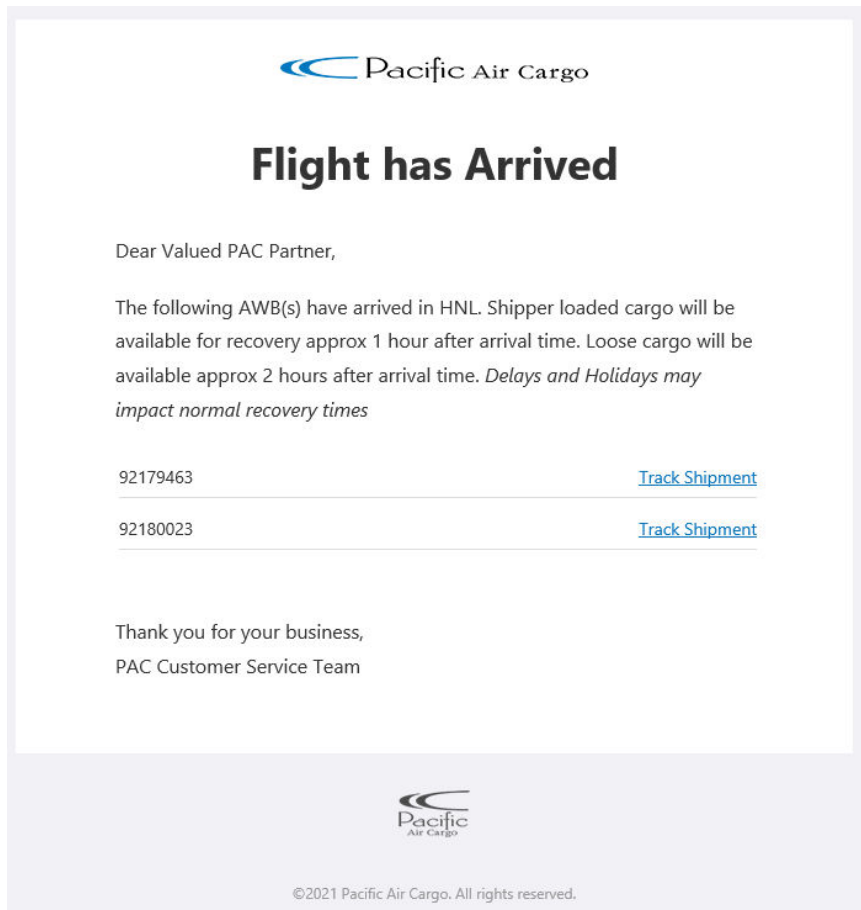 Pacific Air Cargo
Flight has Arrived
Dear Valued PAC Partner,
The following AWB(s) have arrived in HNL. Shipper loaded cargo will be
available for recovery approx 1 hour after arrival time. Loose cargo will be
available approx 2 hours after arrival time. Delays and Holidays may
impact normal recovery times
92179463 Track Shipment
92180023 Track Shipment
Thank you for your business,
PAC Customer Service Team
Pacific
Air Cargo
©2021 Pacific Air Cargo. All rights reserved.